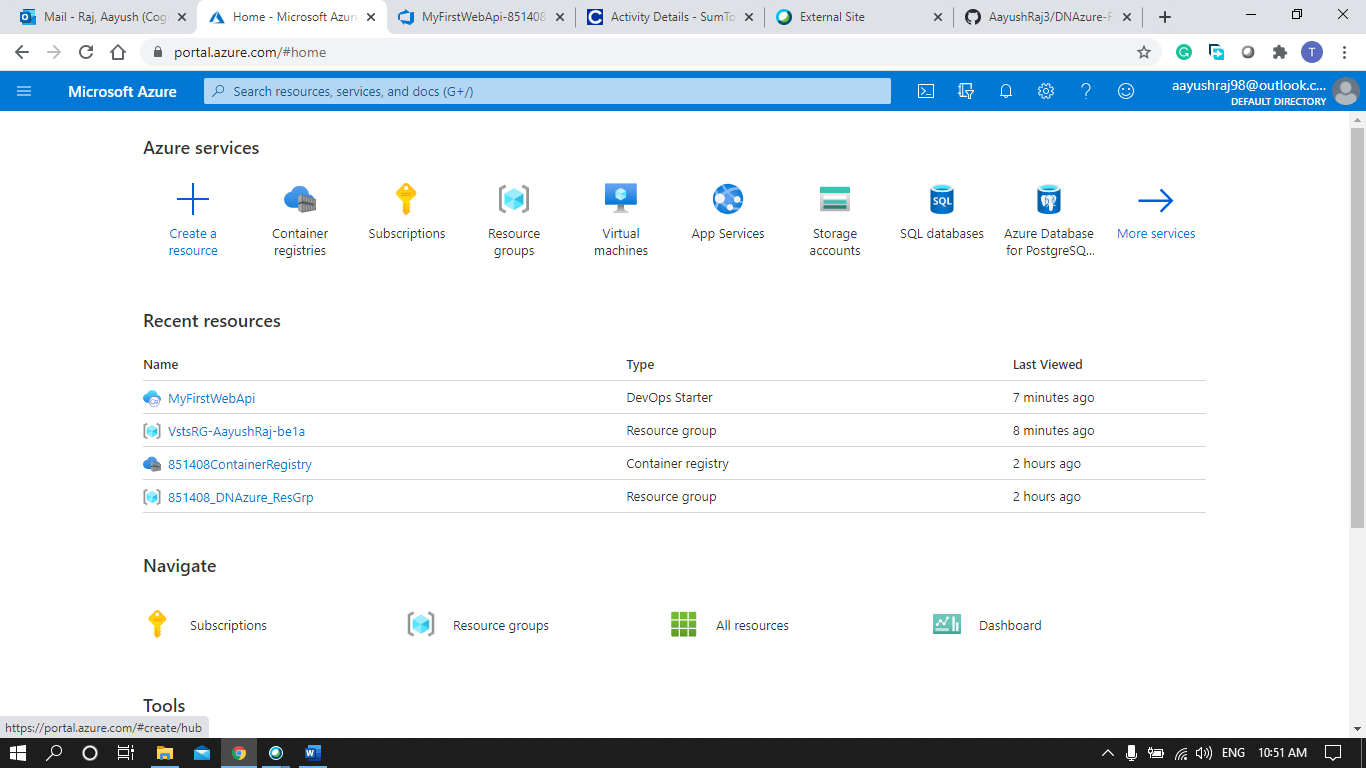 Mail - Raj, Aayush (Cog
Home - Microsoft Azur
MyFirstWebApi-851408
Activity Details - SumTo
External Site
AayushRaj3/DNAzure-
portal.azure.com/#home
T
Microsoft Azure
Search resources, services, and docs (G+/)
aayushraj98@outlook.c...
DEFAULT DIRECTORY
Azure services
Create a
resource
Container
registries
Subscriptions
Resource
groups
Virtual
machines
App Services
Storage
accounts
SQL
SQL databases
Azure Database
for PostgreSQ...
More services
Recent resources
Name Type Last Viewed
MyFirstWebApi DevOps Starter 7 minutes ago
VstsRG-AayushRaj-be1a Resource group 8 minutes ago
851408ContainerRegistry Container registry 2 hours ago
851408_DNAzure_ResGrp Resource group 2 hours ago
Navigate
Subscriptions Resource groups All resources Dashboard
Tools
https://portal.azure.com/#create/hub
ENG 10:51 AM